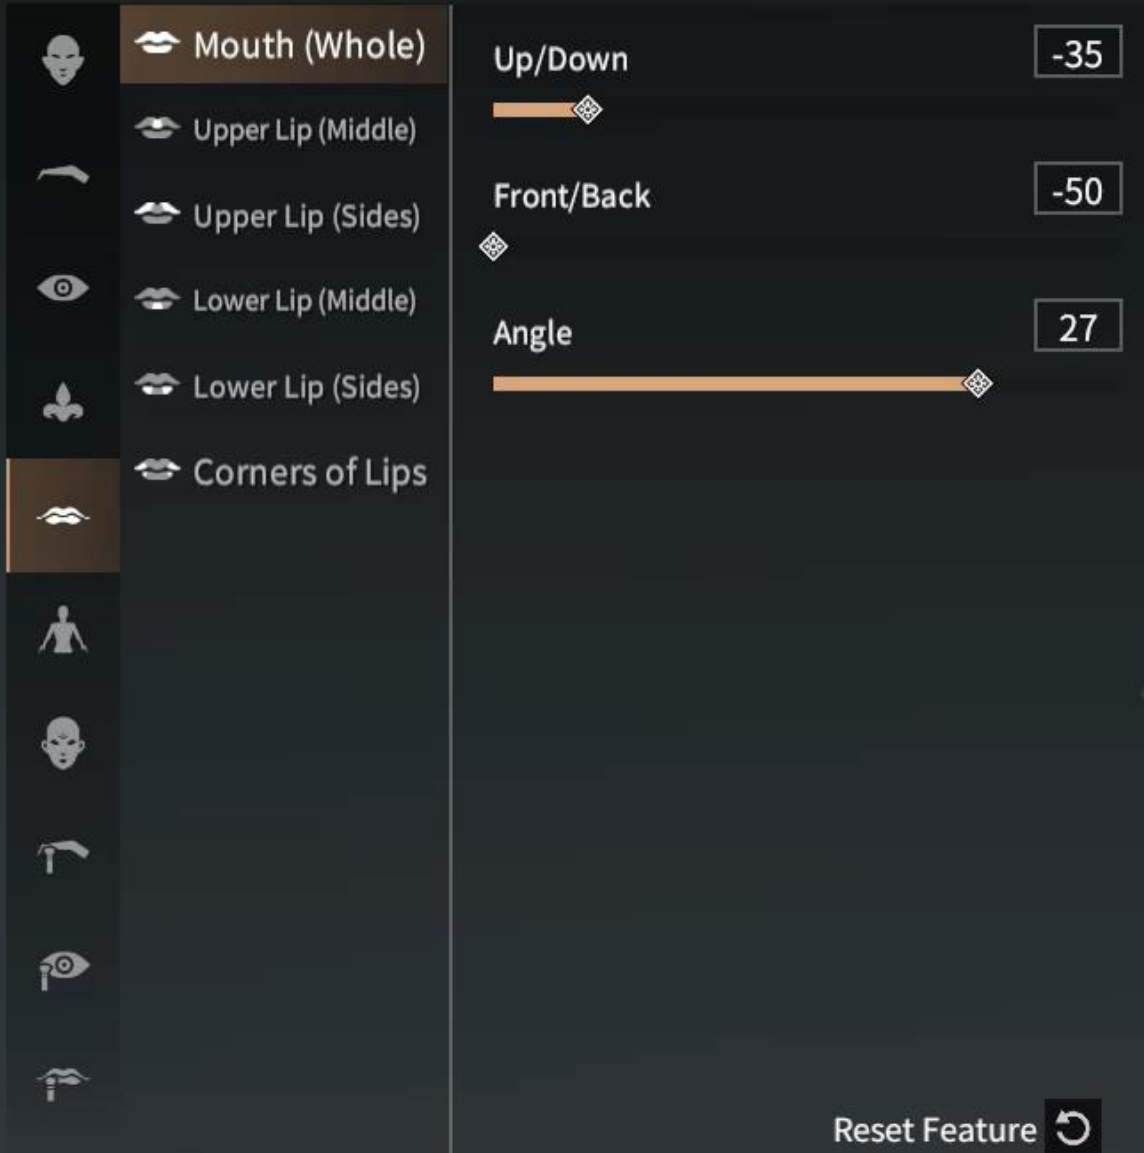 Mouth (Whole)
Upper Lip (Middle)
Upper Lip (Sides)
Lower Lip (Middle)
Lower Lip (Sides)
Corners of Lips
Up/Down
-35
Front/Back
-50
Angle
27
Reset Feature